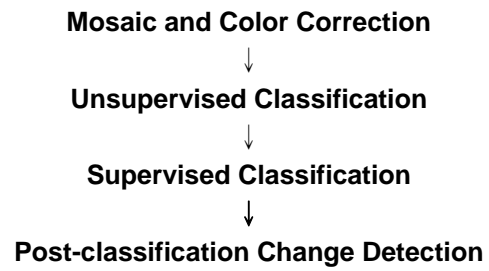 Mosaic and Color Correction
↓
Unsupervised Classification
↓
Supervised Classification
↓
Post-classification Change Detection